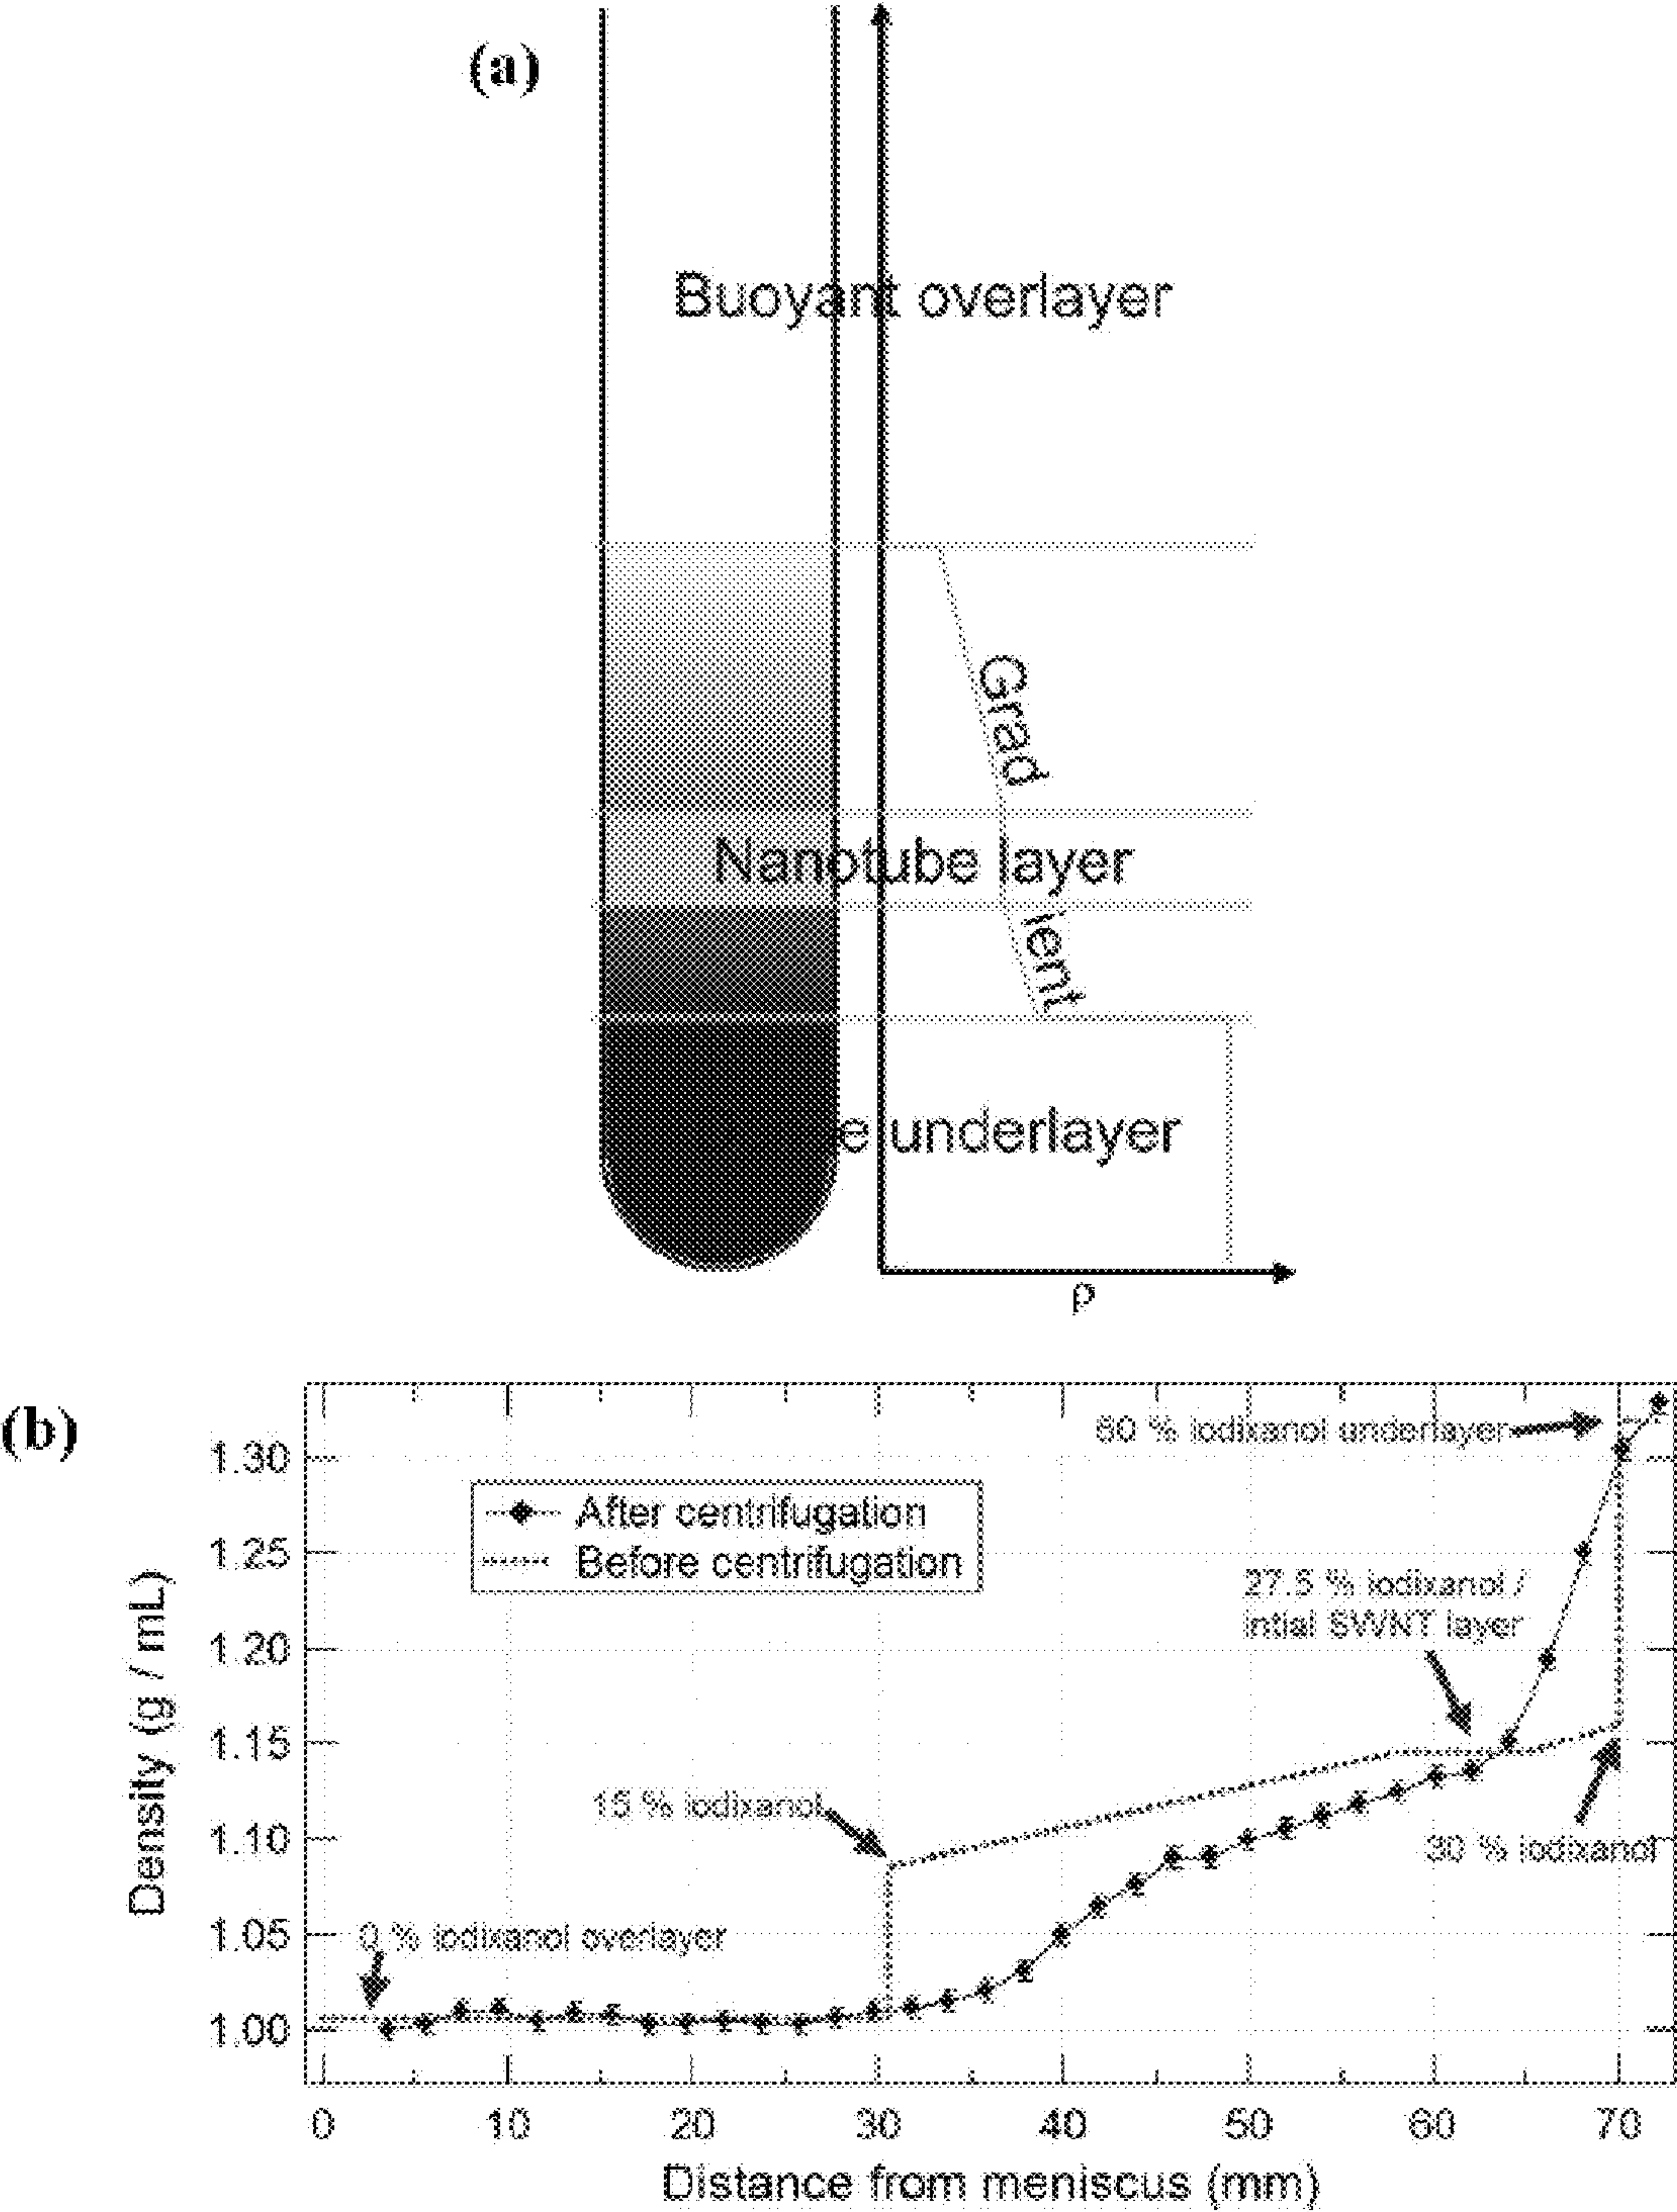 (a)
Buoyant overlayer
Grad
Nanotube layer
ient
e underlayer
ρ
(b)
60 % iodixanol underlayer
1.30
After centrifugation
Before centrifugation
1.25
27.5 % iodixanol /
intial SWNT layer
1.20
1.15
15 % iodixanol
1.10
30 % iodixanol
1.05
0 % iodixanol overlayer
1.00
Density (g / mL)
0 10 20 30 40 50 60 70
Distance from meniscus (mm)